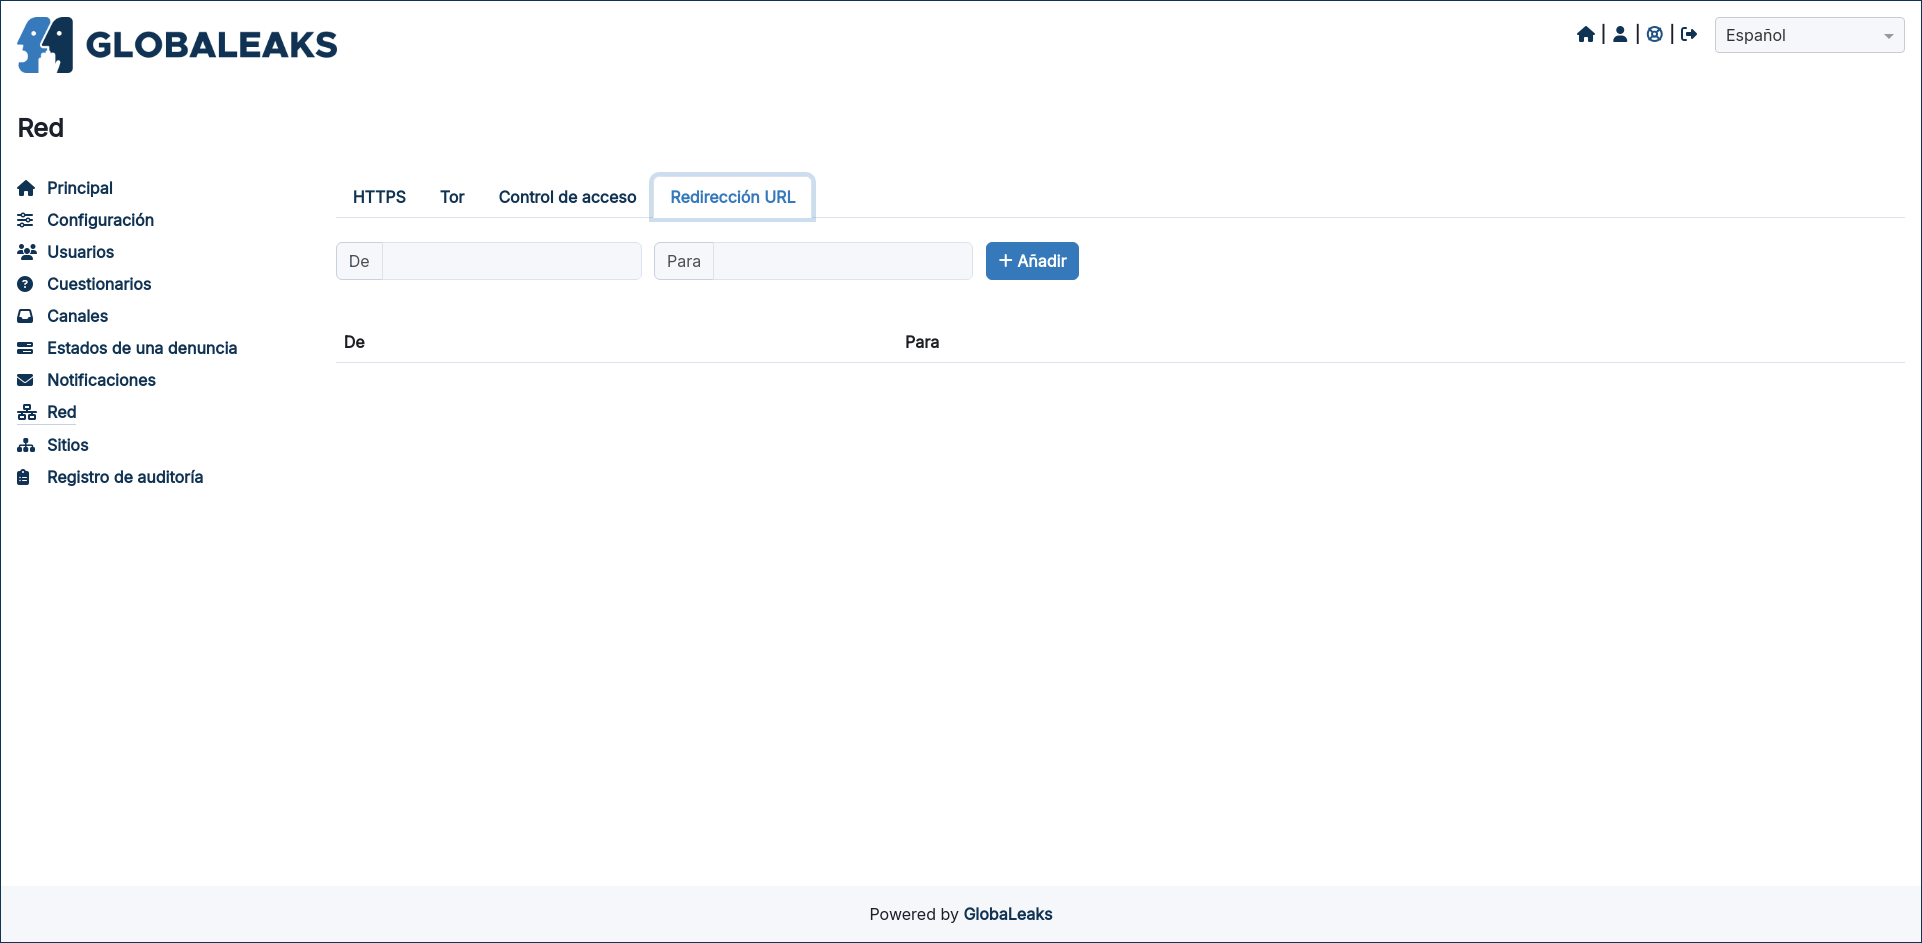 GLOBALEAKS
Español
Red
Principal
Configuración
Usuarios
Cuestionarios
Canales
Estados de una denuncia
Notificaciones
Red
Sitios
Registro de auditoría
HTTPS Tor Control de acceso Redirección URL
De Para + Añadir
De Para
Powered by GlobaLeaks